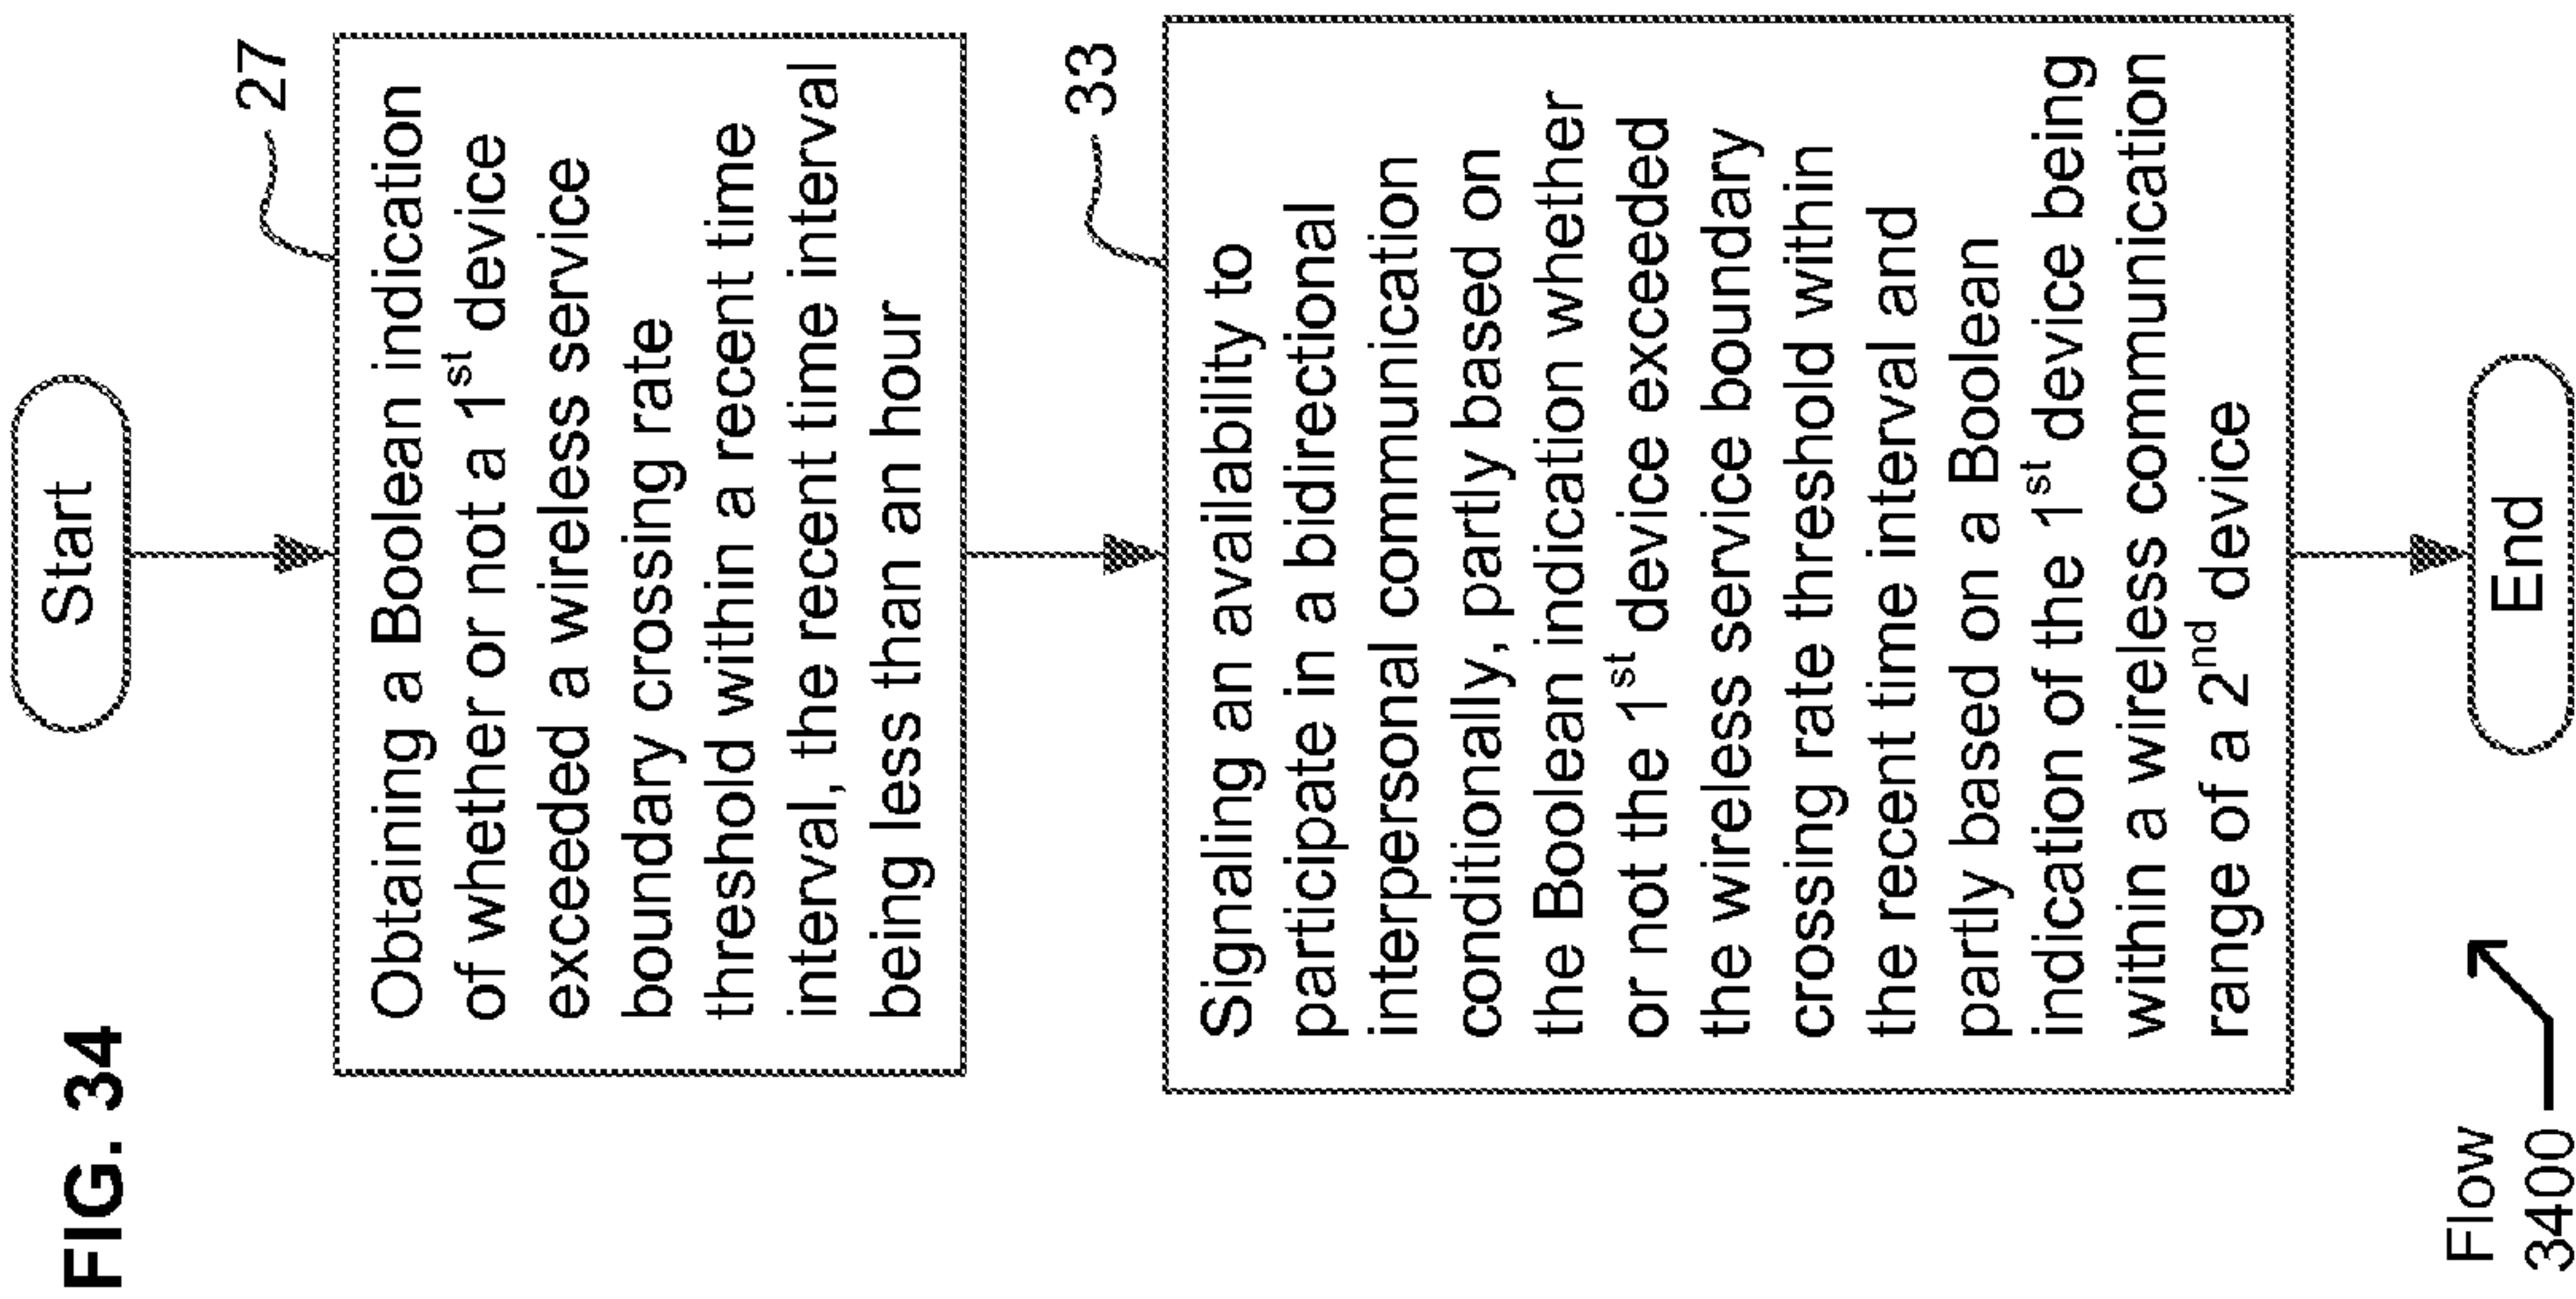 FIG. 34
Start
27
Obtaining a Boolean indication
of whether or not a 1st device
exceeded a wireless service
boundary crossing rate
threshold within a recent time
interval, the recent time interval
being less than an hour
33
Signaling an availability to
participate in a bidirectional
interpersonal communication
conditionally, partly based on
the Boolean indication whether
or not the 1st device exceeded
the wireless service boundary
crossing rate threshold within
the recent time interval and
partly based on a Boolean
indication of the 1st device being
within a wireless communication
range of a 2nd device
Flow
3400
End